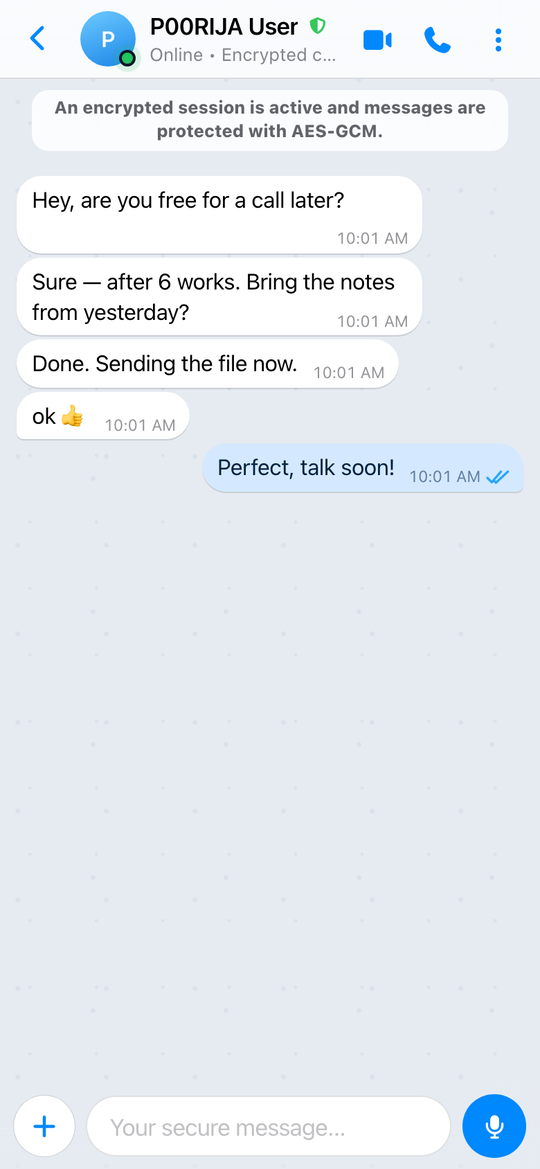 P
P00RIJA User
Online • Encrypted c...
An encrypted session is active and messages are
protected with AES-GCM.
Hey, are you free for a call later?
10:01 AM
Sure — after 6 works. Bring the notes
from yesterday?
10:01 AM
Done. Sending the file now. 10:01 AM
ok 👍 10:01 AM
Perfect, talk soon! 10:01 AM
Your secure message...